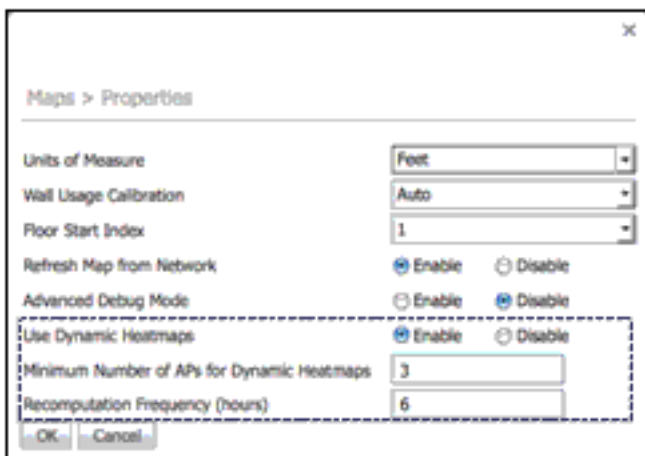 Maps > Properties
Units of Measure Feet
Wall Usage Calibration Auto
Floor Start Index 1
Refresh Map from Network Enable Disable
Advanced Debug Mode Enable Disable
Use Dynamic Heatmaps Enable Disable
Minimum Number of APs for Dynamic Heatmaps 3
Recomputation Frequency (hours) 6
OK Cancel